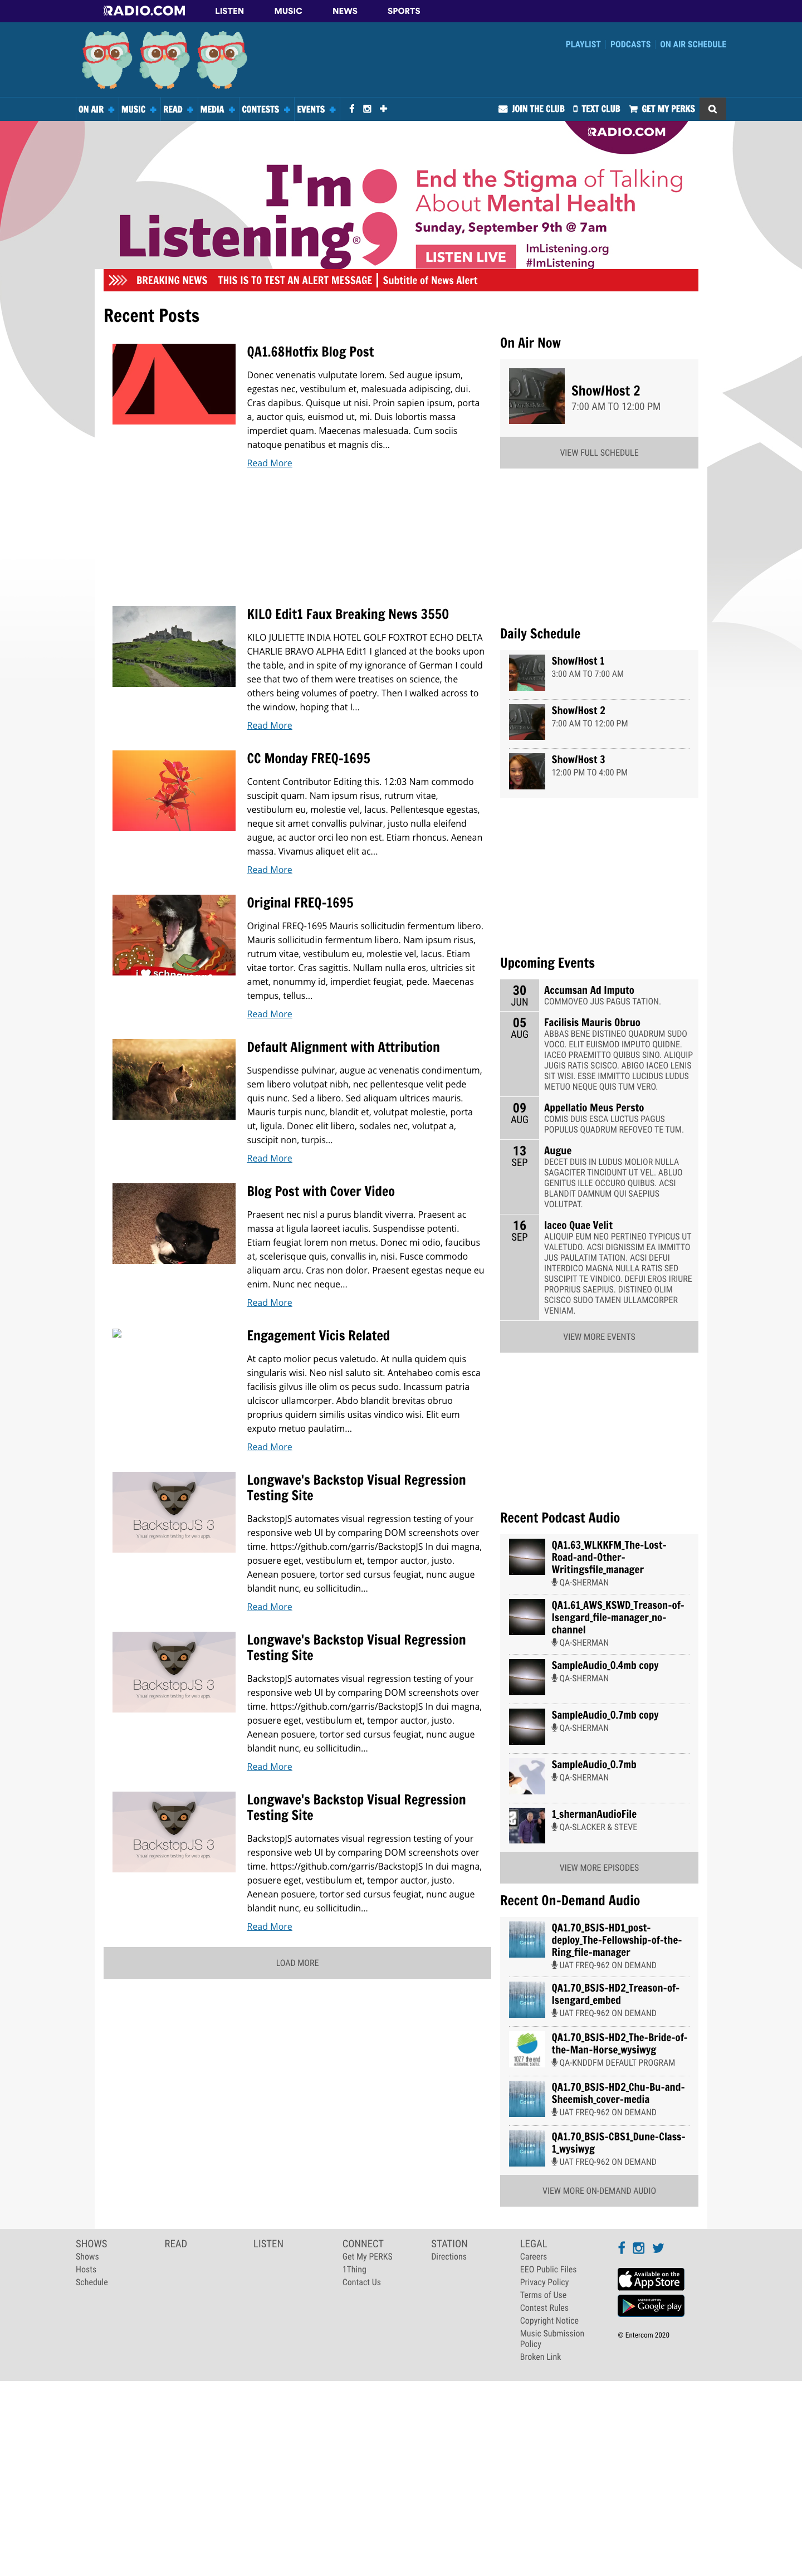 RADIO.COM LISTEN MUSIC NEWS SPORTS
PLAYLIST PODCASTS ON AIR SCHEDULE
ON AIR MUSIC READ MEDIA CONTESTS EVENTS JOIN THE CLUB TEXT CLUB GET MY PERKS
RADIO.COM
I'm
Listening®
End the Stigma of Talking
About Mental Health
Sunday, September 9th @ 7am
LISTEN LIVE
ImListening.org
#ImListening
BREAKING NEWS THIS IS TO TEST AN ALERT MESSAGE | Subtitle of News Alert
Recent Posts
QA1.68Hotfix Blog Post
Donec venenatis vulputate lorem. Sed augue ipsum,
egestas nec, vestibulum et, malesuada adipiscing, dui.
Cras dapibus. Quisque ut nisi. Proin sapien ipsum, porta
a, auctor quis, euismod ut, mi. Duis lobortis massa
imperdiet quam. Maecenas malesuada. Cum sociis
natoque penatibus et magnis dis...
Read More
KILO Edit1 Faux Breaking News 3550
KILO JULIETTE INDIA HOTEL GOLF FOXTROT ECHO DELTA
CHARLIE BRAVO ALPHA Edit1 I glanced at the books upon
the table, and in spite of my ignorance of German I could
see that two of them were treatises on science, the
others being volumes of poetry. Then I walked across to
the window, hoping that I...
Read More
CC Monday FREQ-1695
Content Contributor Editing this. 12:03 Nam commodo
suscipit quam. Nam ipsum risus, rutrum vitae,
vestibulum eu, molestie vel, lacus. Pellentesque egestas,
neque sit amet convallis pulvinar, justo nulla eleifend
augue, ac auctor orci leo non est. Etiam rhoncus. Aenean
massa. Vivamus aliquet elit ac...
Read More
Original FREQ-1695
Original FREQ-1695 Mauris sollicitudin fermentum libero.
Mauris sollicitudin fermentum libero. Nam ipsum risus,
rutrum vitae, vestibulum eu, molestie vel, lacus. Etiam
vitae tortor. Cras sagittis. Nullam nulla eros, ultricies sit
amet, nonummy id, imperdiet feugiat, pede. Maecenas
tempus, tellus...
Read More
Default Alignment with Attribution
Suspendisse pulvinar, augue ac venenatis condimentum,
sem libero volutpat nibh, nec pellentesque velit pede
quis nunc. Sed a libero. Sed aliquam ultrices mauris.
Mauris turpis nunc, blandit et, volutpat molestie, porta
ut, ligula. Donec elit libero, sodales nec, volutpat a,
suscipit non, turpis...
Read More
Blog Post with Cover Video
Praesent nec nisl a purus blandit viverra. Praesent ac
massa at ligula laoreet iaculis. Suspendisse potenti.
Etiam feugiat lorem non metus. Donec mi odio, faucibus
at, scelerisque quis, convallis in, nisi. Fusce commodo
aliquam arcu. Cras non dolor. Praesent egestas neque eu
enim. Nunc nec neque...
Read More
Engagement Vicis Related
At capto molior pecus valetudo. At nulla quidem quis
singularis wisi. Neo nisl saluto sit. Antehabeo comis esca
facilisis gilvus ille olim os pecus sudo. Incassum patria
ulciscor ullamcorper. Abdo blandit brevitas obruo
proprius quidem similis usitas vindico wisi. Elit eum
exputo metuo paulatim...
Read More
BackstopJS 3
Visual regression testing for web apps
Longwave's Backstop Visual Regression
Testing Site
BackstopJS automates visual regression testing of your
responsive web UI by comparing DOM screenshots over
time. https://github.com/garris/BackstopJS In dui magna,
posuere eget, vestibulum et, tempor auctor, justo.
Aenean posuere, tortor sed cursus feugiat, nunc augue
blandit nunc, eu sollicitudin...
Read More
BackstopJS 3
Visual regression testing for web apps
Longwave's Backstop Visual Regression
Testing Site
BackstopJS automates visual regression testing of your
responsive web UI by comparing DOM screenshots over
time. https://github.com/garris/BackstopJS In dui magna,
posuere eget, vestibulum et, tempor auctor, justo.
Aenean posuere, tortor sed cursus feugiat, nunc augue
blandit nunc, eu sollicitudin...
Read More
BackstopJS 3
Visual regression testing for web apps
Longwave's Backstop Visual Regression
Testing Site
BackstopJS automates visual regression testing of your
responsive web UI by comparing DOM screenshots over
time. https://github.com/garris/BackstopJS In dui magna,
posuere eget, vestibulum et, tempor auctor, justo.
Aenean posuere, tortor sed cursus feugiat, nunc augue
blandit nunc, eu sollicitudin...
Read More
LOAD MORE
On Air Now
Show/Host 2
7:00 AM TO 12:00 PM
VIEW FULL SCHEDULE
Daily Schedule
Show/Host 1
3:00 AM TO 7:00 AM
Show/Host 2
7:00 AM TO 12:00 PM
Show/Host 3
12:00 PM TO 4:00 PM
Upcoming Events
30 JUN
Accumsan Ad Imputo
COMMOVEO JUS PAGUS TATION.
05 AUG
Facilisis Mauris Obruo
ABBAS BENE DISTINEO QUADRUM SUDO
VOCO. ELIT EUISMOD IMPUTO QUIDNE.
IACEO PRAEMITTO QUIBUS SINO. ALIQUIP
JUGIS RATIS SCISCO. ABIGO IACEO LENIS
SIT WISI. ESSE IMMITTO LUCIDUS LUDUS
METUO NEQUE QUIS TUM VERO.
09 AUG
Appellatio Meus Persto
COMIS DUIS ESCA LUCTUS PAGUS
POPULUS QUADRUM REFOVEO TE TUM.
13 SEP
Augue
DECET DUIS IN LUDUS MOLIOR NULLA
SAGACITER TINCIDUNT UT VEL. ABLUO
GENITUS ILLE OCCURO QUIBUS. ACSI
BLANDIT DAMNUM QUI SAEPIUS
VOLUTPAT.
16 SEP
Iaceo Quae Velit
ALIQUIP EUM NEO PERTINEO TYPICUS UT
VALETUDO. ACSI DIGNISSIM EA IMMITTO
JUS PAULATIM TATION. ACSI DEFUI
INTERDICO MAGNA NULLA RATIS SED
SUSCIPIT TE VINDICO. DEFUI EROS IRIURE
PROPRIUS SAEPIUS. DISTINEO OLIM
SCISCO SUDO TAMEN ULLAMCORPER
VENIAM.
VIEW MORE EVENTS
Recent Podcast Audio
QA1.63_WLKKFM_The-Lost-
Road-and-Other-
Writingsfile_manager
QA-SHERMAN
QA1.61_AWS_KSWD_Treason-of-
Isengard_file-manager_no-
channel
QA-SHERMAN
SampleAudio_0.4mb copy
QA-SHERMAN
SampleAudio_0.7mb copy
QA-SHERMAN
SampleAudio_0.7mb
QA-SHERMAN
1_shermanAudioFile
QA-SLACKER & STEVE
VIEW MORE EPISODES
Recent On-Demand Audio
QA1.70_BSJS-HD1_post-
deploy_The-Fellowship-of-the-
Ring_file-manager
UAT FREQ-962 ON DEMAND
QA1.70_BSJS-HD2_Treason-of-
Isengard_embed
UAT FREQ-962 ON DEMAND
QA1.70_BSJS-HD2_The-Bride-of-
the-Man-Horse_wysiwyg
QA-KNDDFM DEFAULT PROGRAM
QA1.70_BSJS-HD2_Chu-Bu-and-
Sheemish_cover-media
UAT FREQ-962 ON DEMAND
QA1.70_BSJS-CBS1_Dune-Class-
1_wysiwyg
UAT FREQ-962 ON DEMAND
VIEW MORE ON-DEMAND AUDIO
SHOWS
Shows
Hosts
Schedule
READ
LISTEN
CONNECT
Get My PERKS
1Thing
Contact Us
STATION
Directions
LEGAL
Careers
EEO Public Files
Privacy Policy
Terms of Use
Contest Rules
Copyright Notice
Music Submission
Policy
Broken Link
Available on the
App Store
Google play
© Entercom 2020